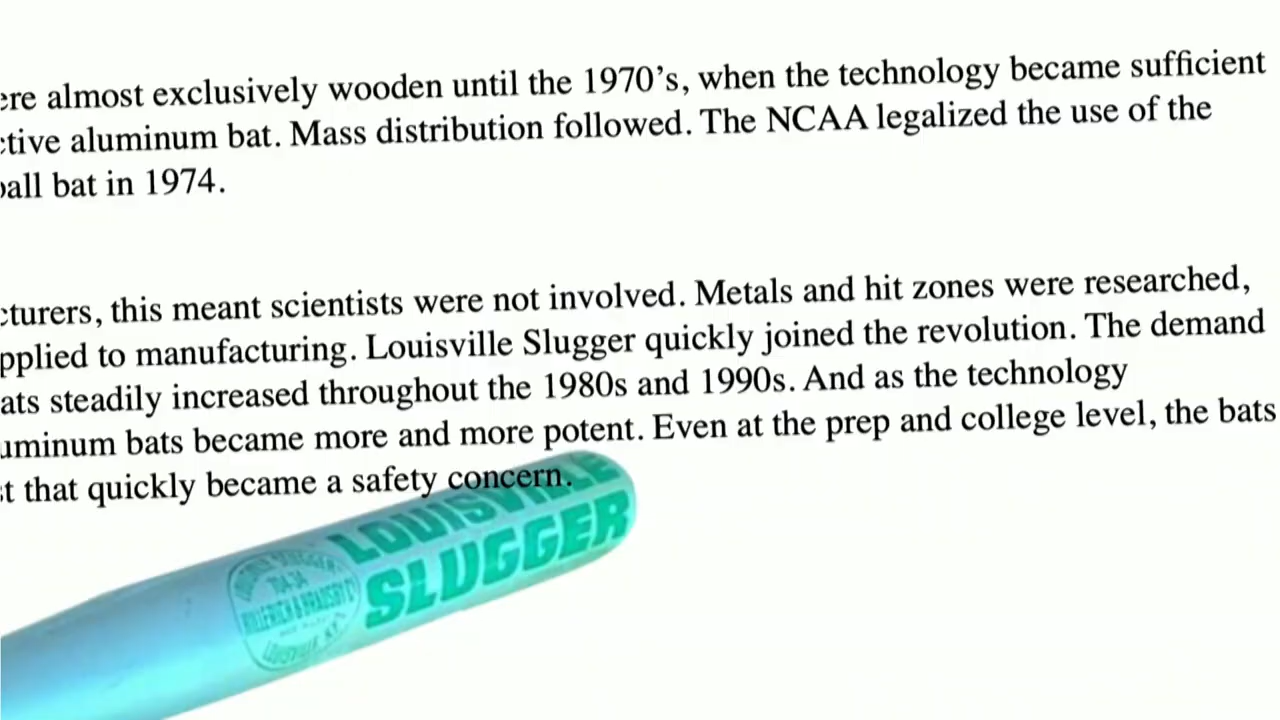 ere almost exclusively wooden until the 1970’s, when the technology became sufficient
ctive aluminum bat. Mass distribution followed. The NCAA legalized the use of the
ball bat in 1974.
cturers, this meant scientists were not involved. Metals and hit zones were researched,
pplied to manufacturing. Louisville Slugger quickly joined the revolution. The demand
ats steadily increased throughout the 1980s and 1990s. And as the technology
uminum bats became more and more potent. Even at the prep and college level, the bats
st that quickly became a safety concern.
LOUISVILLE
SLUGGER
HILLERICH & BRADSBY Cº